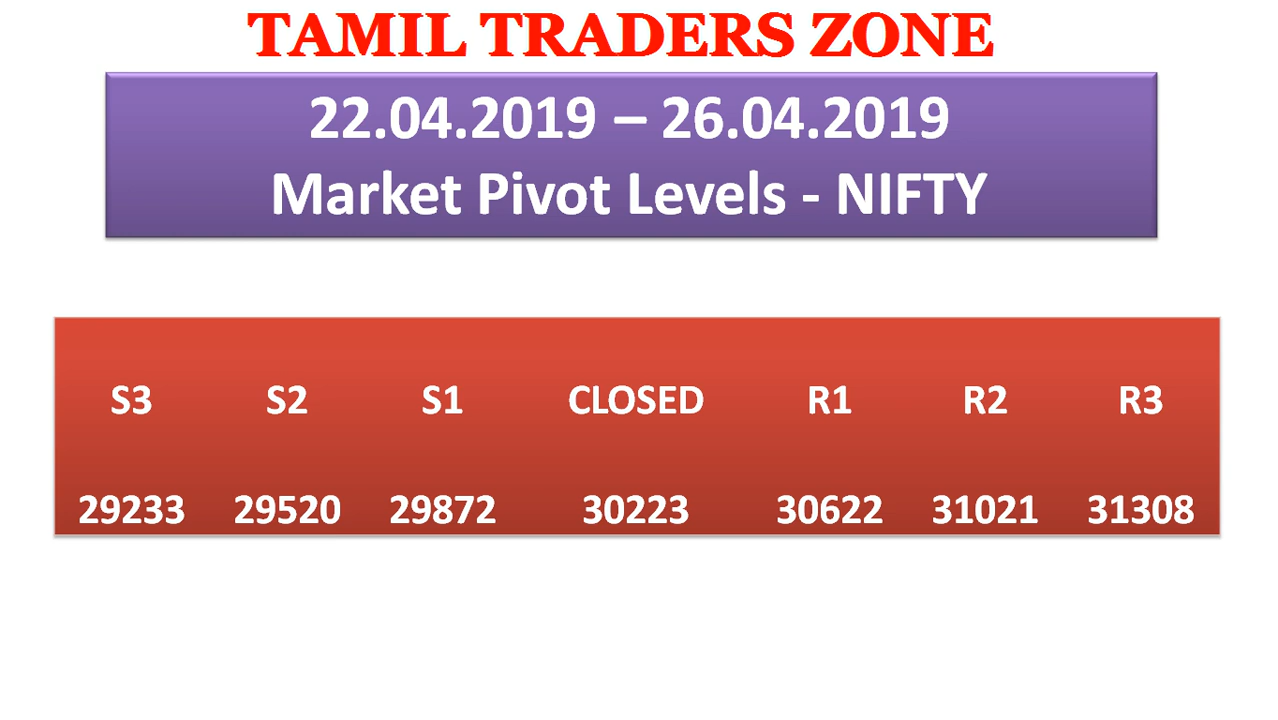 TAMIL TRADERS ZONE
22.04.2019 – 26.04.2019
Market Pivot Levels - NIFTY
S3 S2 S1 CLOSED R1 R2 R3
29233 29520 29872 30223 30622 31021 31308